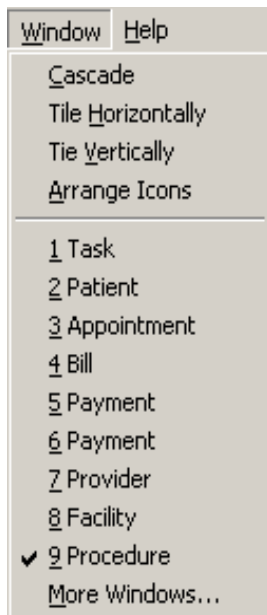 Window Help
Cascade
Tile Horizontally
Tie Vertically
Arrange Icons
1 Task
2 Patient
3 Appointment
4 Bill
5 Payment
6 Payment
7 Provider
8 Facility
9 Procedure
More Windows...